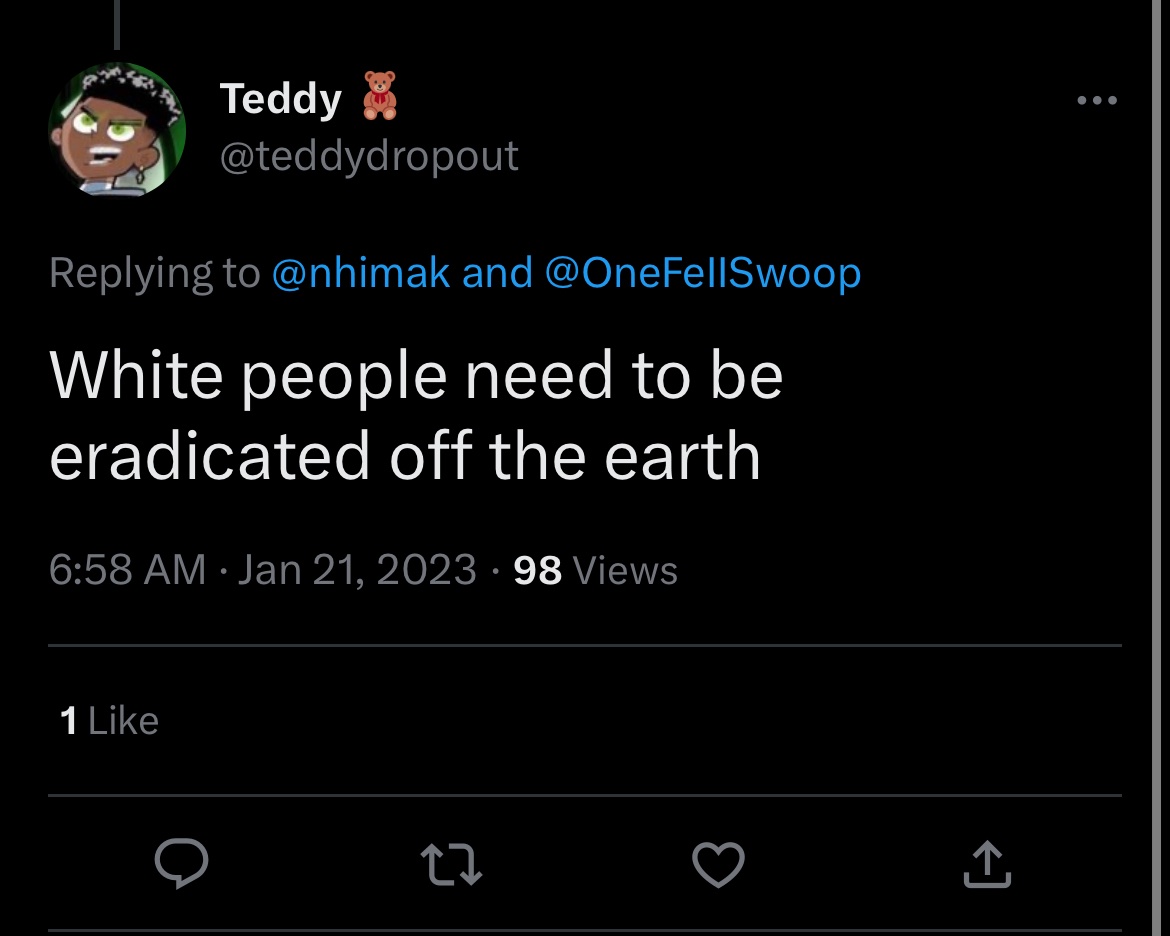 Teddy 🧸
@teddydropout
Replying to @nhimak and @OneFellSwoop
White people need to be
eradicated off the earth
6:58 AM · Jan 21, 2023 · 98 Views
1 Like